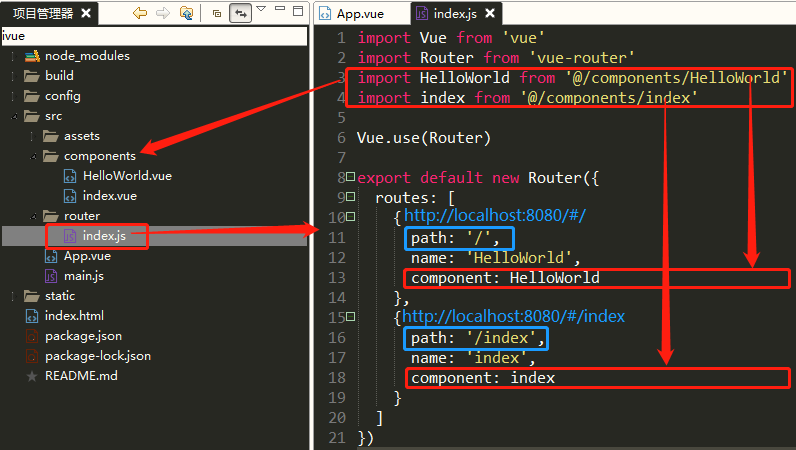 项目管理器
ivue
node_modules
build
config
src
assets
components
HelloWorld.vue
index.vue
router
index.js
App.vue
main.js
static
index.html
package.json
package-lock.json
README.md
App.vue
index.js
1 import Vue from 'vue'
2 import Router from 'vue-router'
3 import HelloWorld from '@/components/HelloWorld'
4 import index from '@/components/index'
5
6 Vue.use(Router)
7
8 export default new Router({
9 routes: [
10 { http://localhost:8080/#/
11 path: '/',
12 name: 'HelloWorld',
13 component: HelloWorld
14 },
15 { http://localhost:8080/#/index
16 path: '/index',
17 name: 'index',
18 component: index
19 }
20 ]
21 })